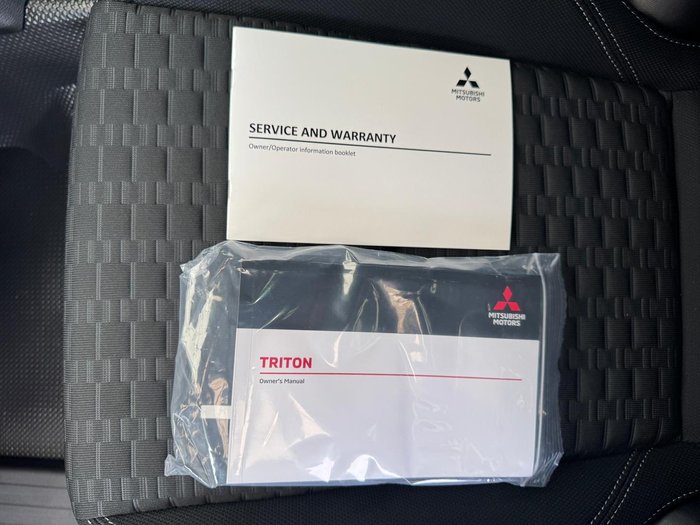 MITSUBISHI
MOTORS
SERVICE AND WARRANTY
Owner/Operator information booklet
MITSUBISHI
MOTORS
TRITON
Owner's Manual